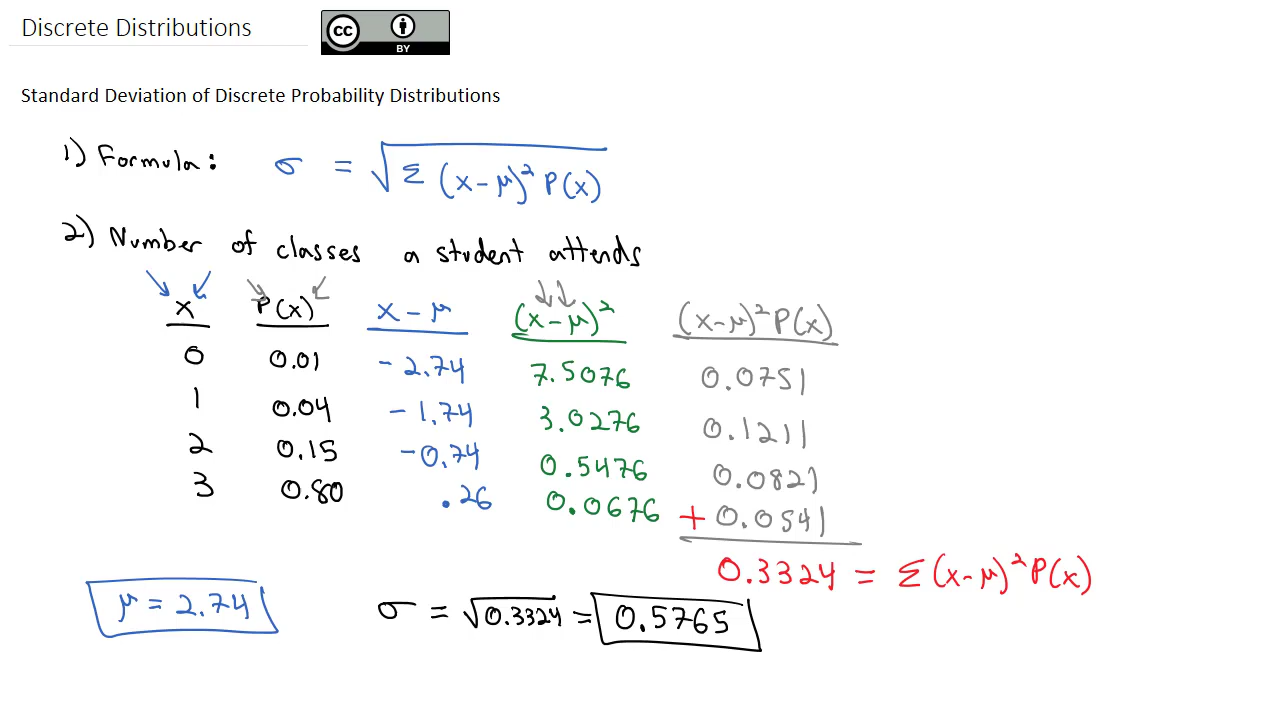 Discrete Distributions
cc BY
Standard Deviation of Discrete Probability Distributions
1) Formula: σ = √Σ (x-μ)² P(x)
2) Number of classes a student attends
x P(x) x-μ (x-μ)² (x-μ)² P(x)
0 0.01 -2.74 7.5076 0.0751
1 0.04 -1.74 3.0276 0.1211
2 0.15 -0.74 0.5476 0.0821
3 0.80 .26 0.0676 + 0.0541
0.3324 = Σ (x-μ)² P(x)
μ = 2.74 σ = √0.3324 = 0.5765